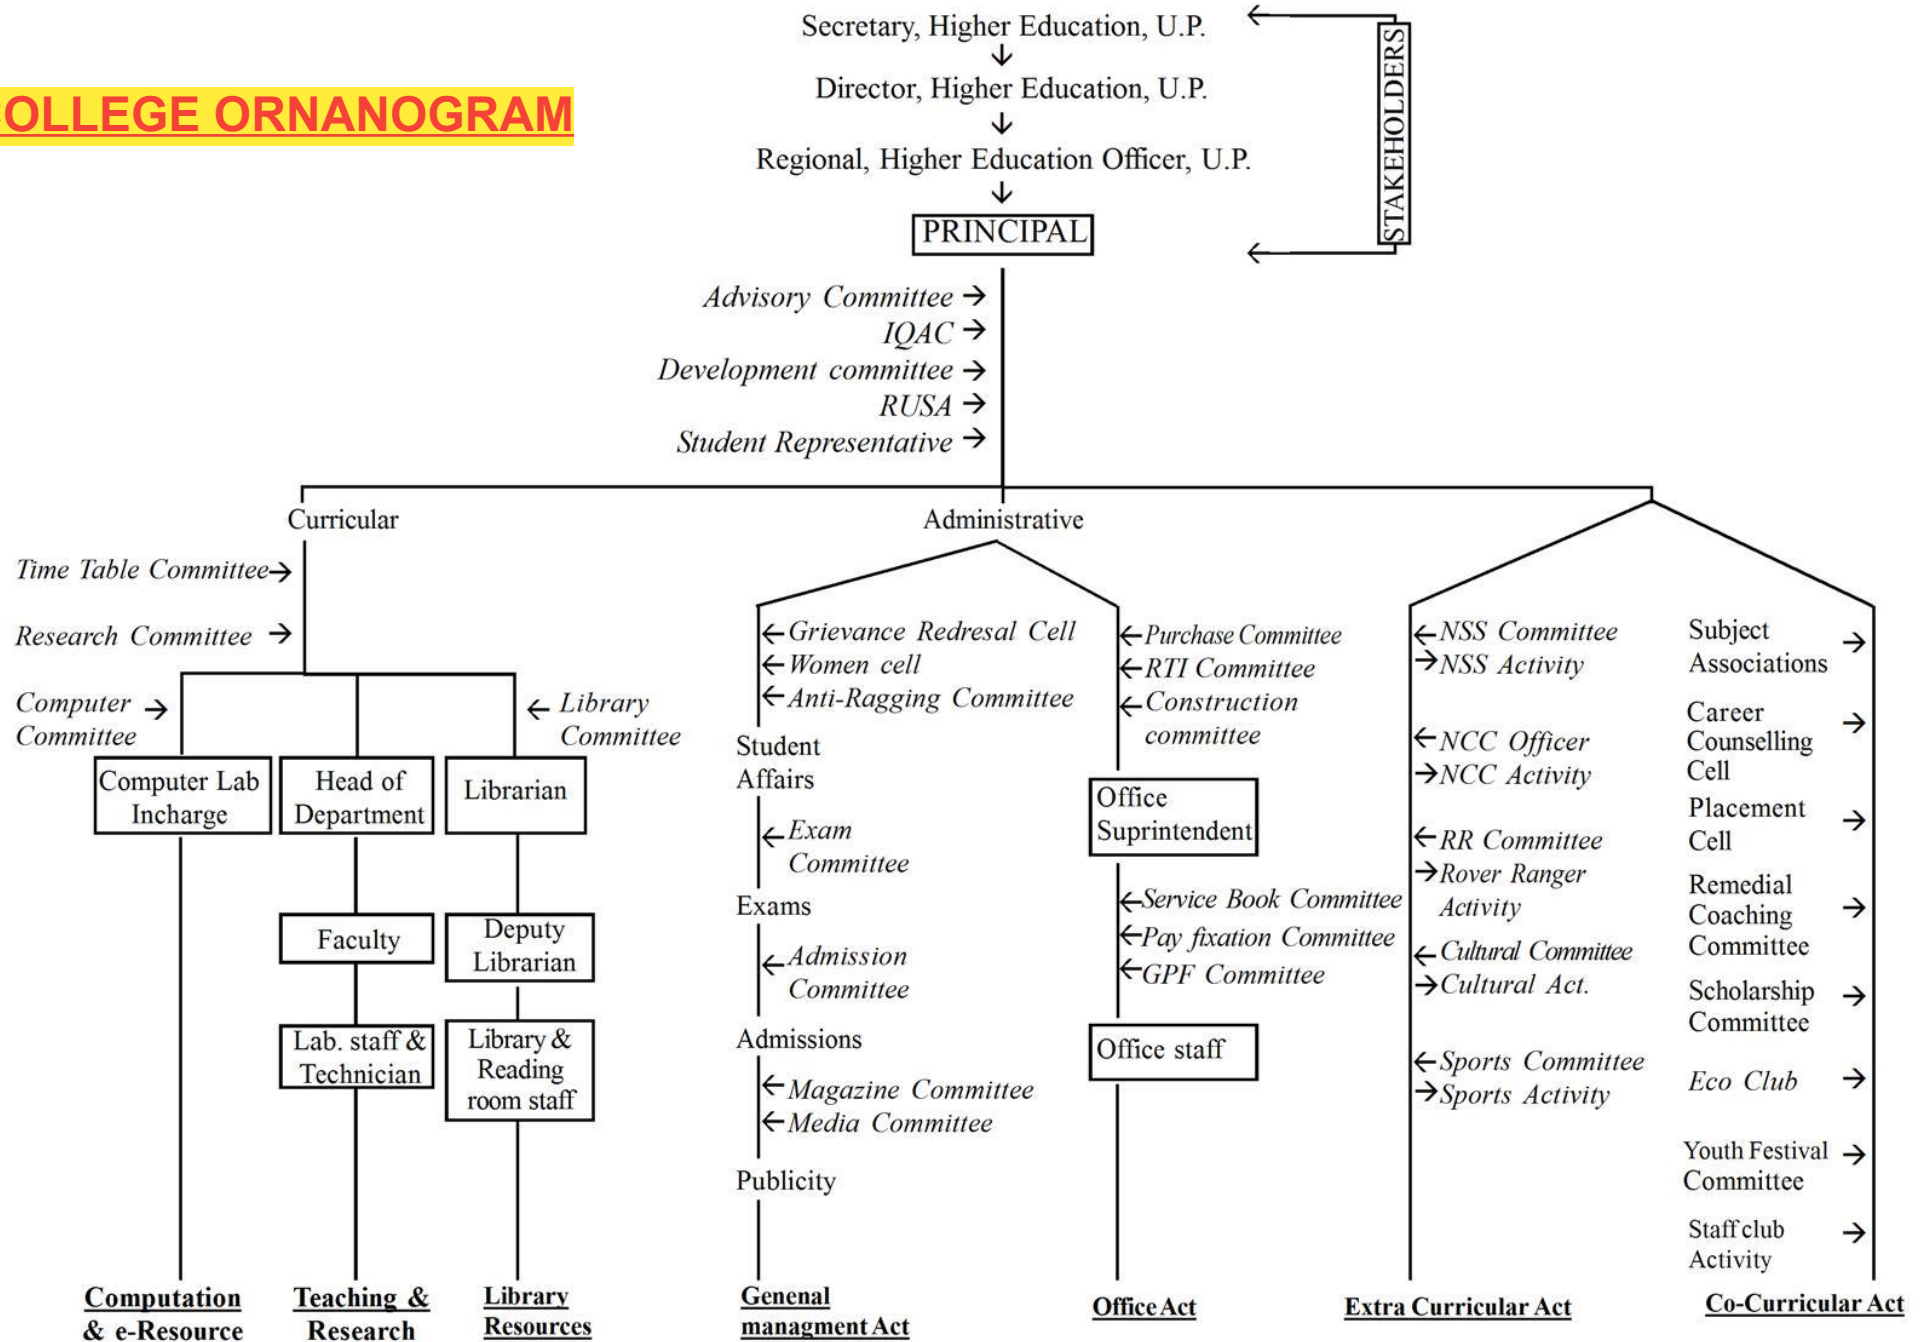 Secretary, Higher Education, U.P.
Director, Higher Education, U.P.
OLLEGE ORNANOGRAM
Regional, Higher Education Officer, U.P.
STAKEHOLDERS
PRINCIPAL
Advisory Committee
IQAC
Development committee
RUSA
Student Representative
Curricular
Time Table Committee
Research Committee
Computer
Committee
Library
Committee
Computer Lab
Incharge
Head of
Department
Librarian
Faculty
Deputy
Librarian
Lab. staff &
Technician
Library &
Reading
room staff
Computation
& e-Resource
Teaching &
Research
Library
Resources
Administrative
Grievance Redresal Cell
Women cell
Anti-Ragging Committee
Student
Affairs
Exam
Committee
Exams
Admission
Committee
Admissions
Magazine Committee
Media Committee
Publicity
Genenal
managment Act
Purchase Committee
RTI Committee
Construction
committee
Office
Suprintendent
Service Book Committee
Pay fixation Committee
GPF Committee
Office staff
Office Act
NSS Committee
NSS Activity
NCC Officer
NCC Activity
RR Committee
Rover Ranger
Activity
Cultural Committee
Cultural Act.
Sports Committee
Sports Activity
Extra Curricular Act
Subject
Associations
Career
Counselling
Cell
Placement
Cell
Remedial
Coaching
Committee
Scholarship
Committee
Eco Club
Youth Festival
Committee
Staff club
Activity
Co-Curricular Act